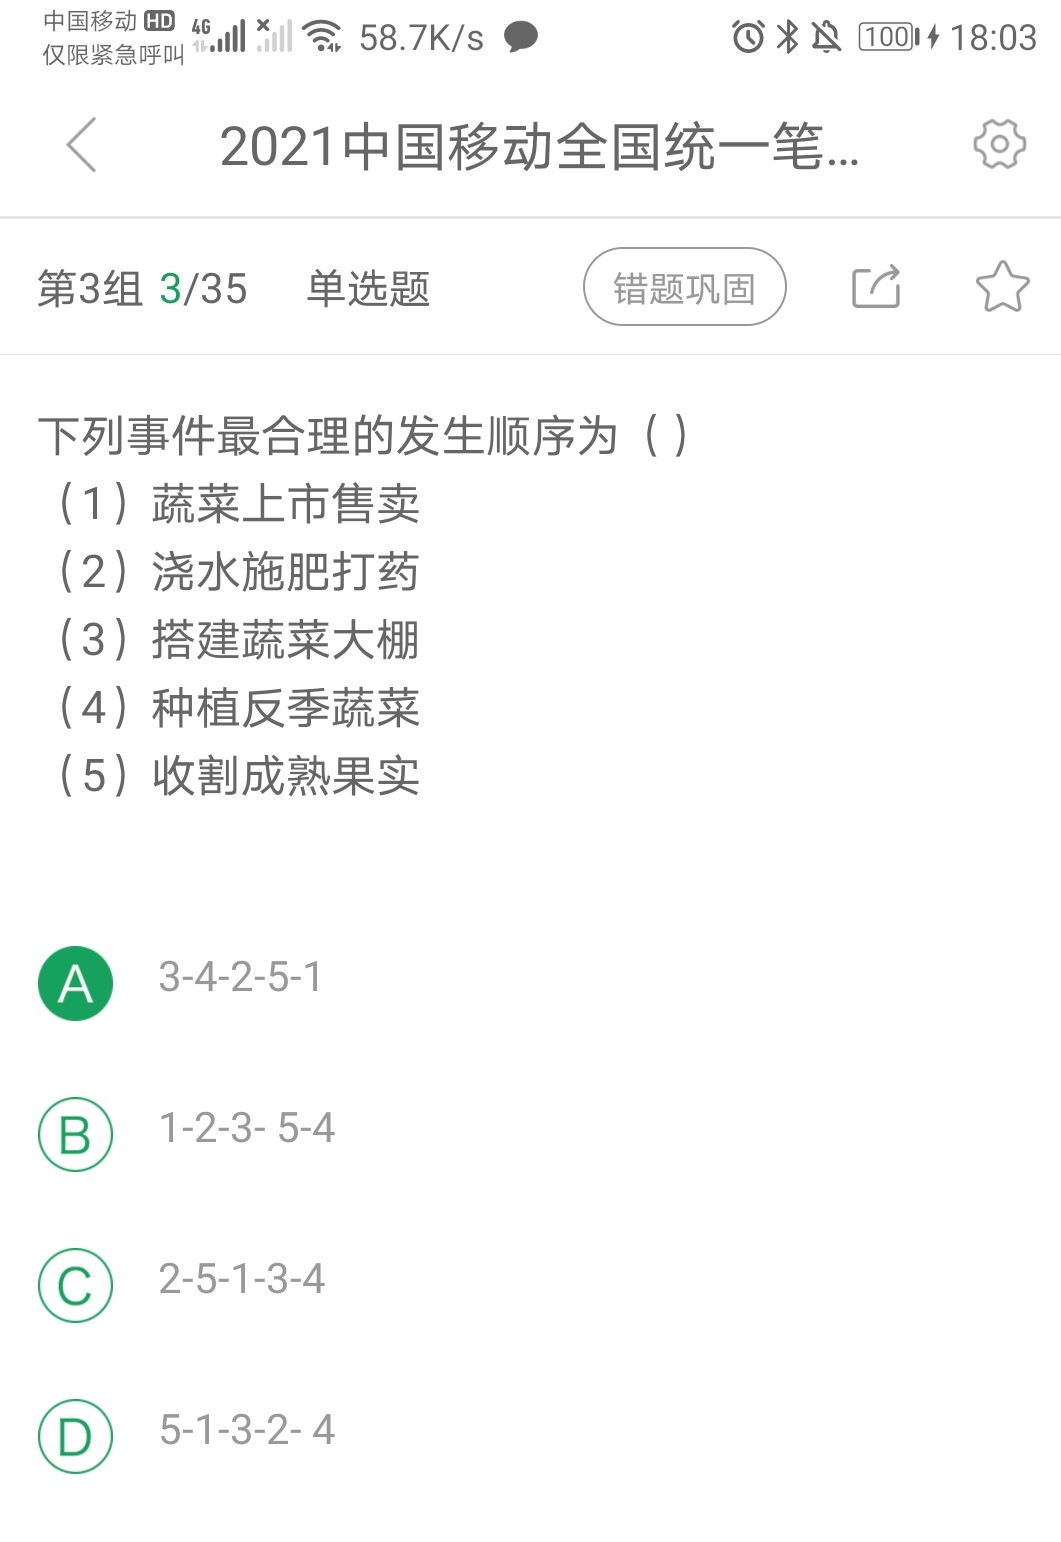 中国移动 HD 4G 58.7K/s 100 18:03
仅限紧急呼叫
2021中国移动全国统一笔...
第3组 3/35 单选题 错题巩固
下列事件最合理的发生顺序为（ ）
（1）蔬菜上市售卖
（2）浇水施肥打药
（3）搭建蔬菜大棚
（4）种植反季蔬菜
（5）收割成熟果实
A 3-4-2-5-1
B 1-2-3- 5-4
C 2-5-1-3-4
D 5-1-3-2- 4